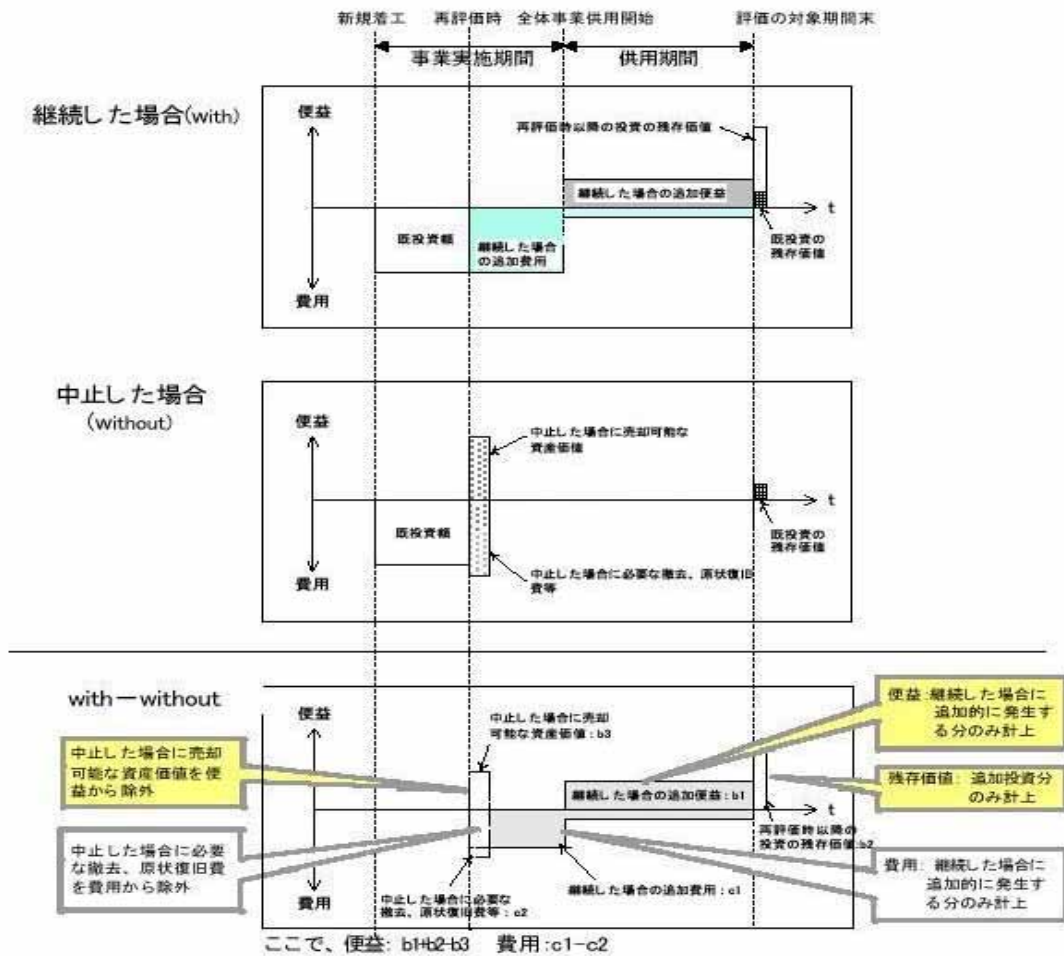 新規着工 再評価時 全体事業供用開始 評価の対象期間末
事業実施期間 供用期間
継続した場合(with)
便益
再評価時以降の投資の残存価値
継続した場合の追加便益
t
既投資額
継続した場合
の追加費用
既投資の
残存価値
費用
中止した場合
(without)
便益
中止した場合に売却可能な
資産価値
t
既投資額
既投資の
残存価値
費用
中止した場合に必要な撤去、原状復旧
費等
with-without
便益
中止した場合に売却
可能な資産価値:b3
便益:継続した場合に
追加的に発生す
る分のみ計上
中止した場合に売却
可能な資産価値を便
益から除外
継続した場合の追加便益:b1
t
残存価値: 追加投資分
のみ計上
再評価時以降の
投資の残存価値:b2
中止した場合に必要
な撤去、原状復旧費
を費用から除外
費用: 継続した場合に
追加的に発生す
る分のみ計上
費用
中止した場合に必要な
撤去、原状復旧費等:c2
継続した場合の追加費用:c1
ここで、便益: b1+b2-b3 費用:c1-c2